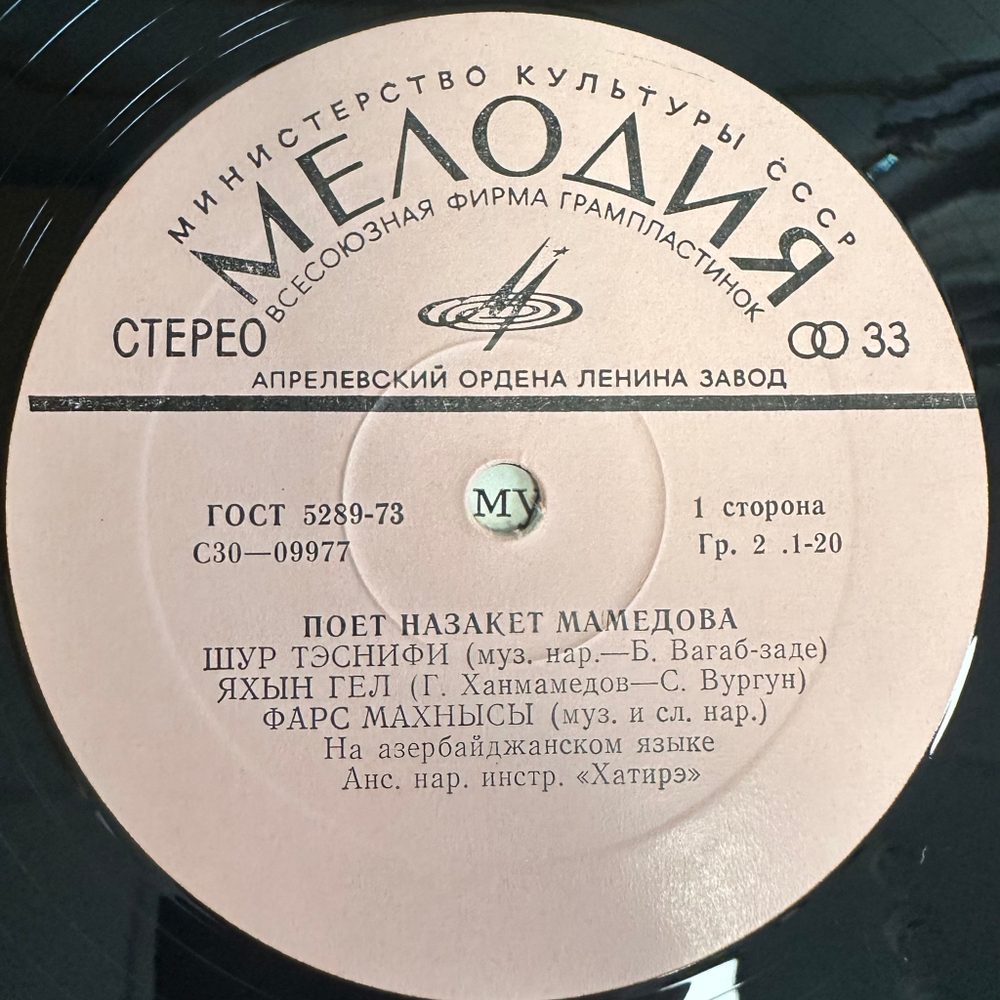 МИНИСТЕРСТВО КУЛЬТУРЫ СССР
МЕЛОДИЯ
ВСЕСОЮЗНАЯ ФИРМА ГРАМПЛАСТИНОК
СТЕРЕО
33
АПРЕЛЕВСКИЙ ОРДЕНА ЛЕНИНА ЗАВОД
ГОСТ 5289-73
1 сторона
С30—09977
Гр. 2 .1-20
ПОЕТ НАЗАКЕТ МАМЕДОВА
ШУР ТЭСНИФИ (муз. нар.—Б. Вагаб-заде)
ЯХЫН ГЕЛ (Г. Ханмамедов—С. Вургун)
ФАРС МАХНЫСЫ (муз. и сл. нар.)
На азербайджанском языке
Анс. нар. инстр. «Хатирэ»